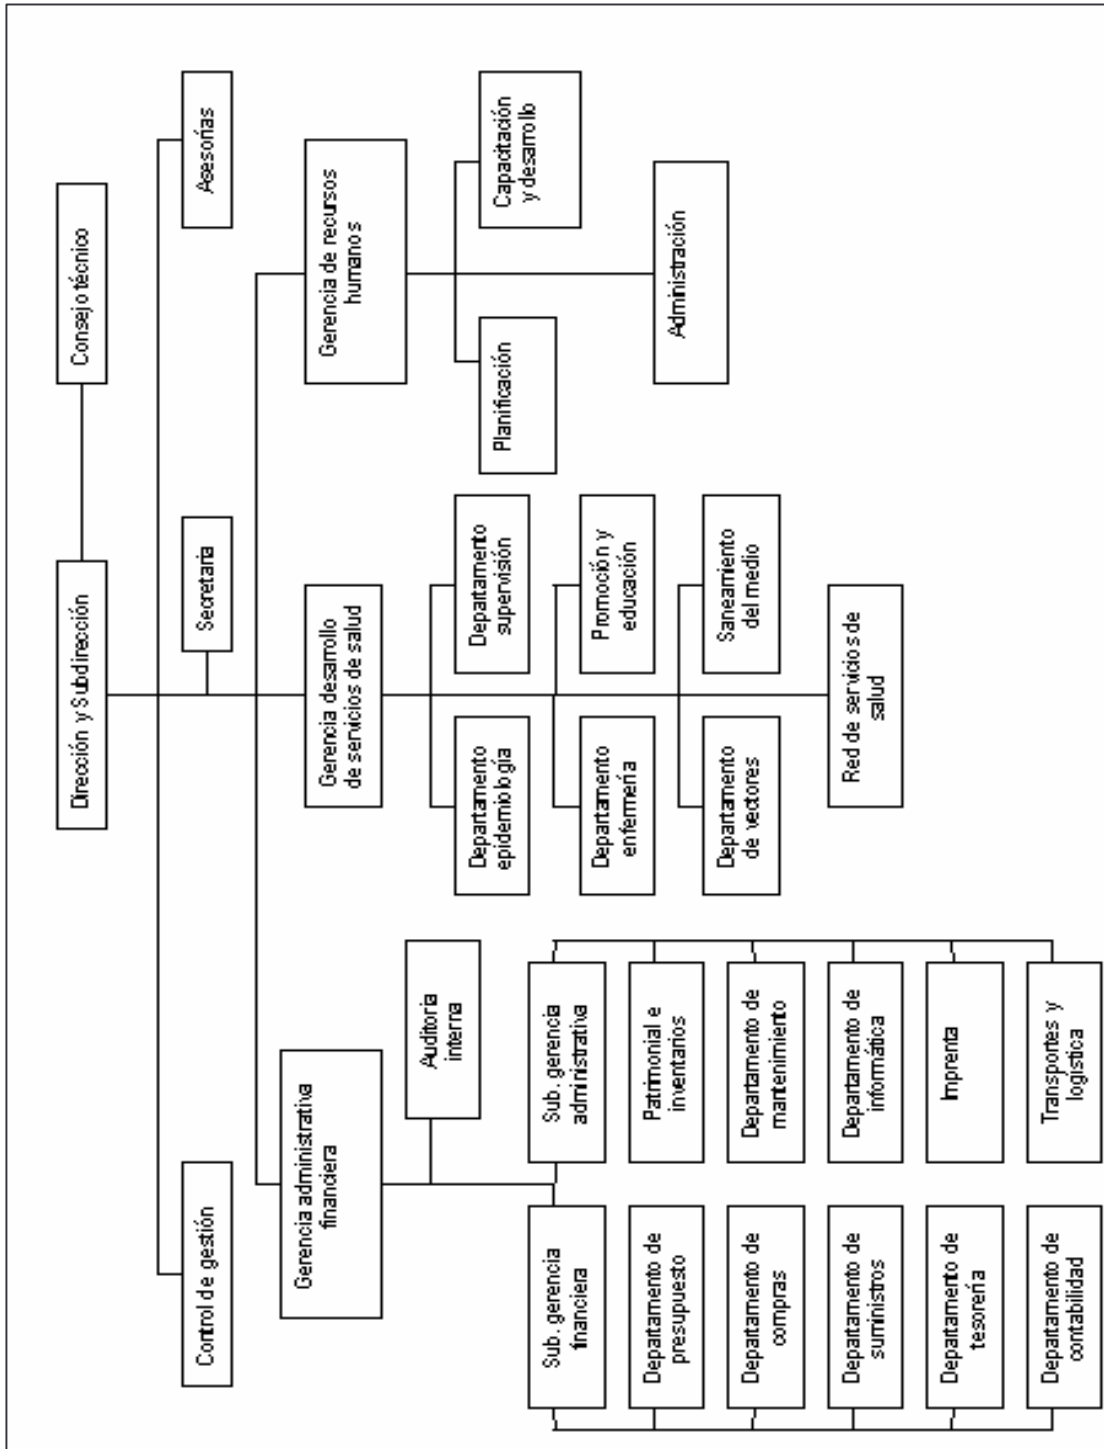 Dirección y Subdirección
Consejo técnico
Control de gestión
Secretaria
Asesorías
Gerencia administrativa
financiera
Gerencia desarrollo
de servicios de salud
Gerencia de recursos
humanos
Auditoria
interna
Sub. gerencia
financiera
Sub. gerencia
administrativa
Departamento de
presupuesto
Patrimonial e
inventarios
Departamento de
compras
Departamento de
mantenimiento
Departamento de
suministros
Departamento de
informática
Departamento de
tesorería
Imprenta
Departamento de
contabilidad
Transportes y
logística
Departamento
epidemiología
Departamento
supervisión
Departamento
enfermería
Promoción y
educación
Departamento
de vectores
Saneamiento
del medio
Red de servicios de
salud
Planificación
Capacitación
y desarrollo
Administración